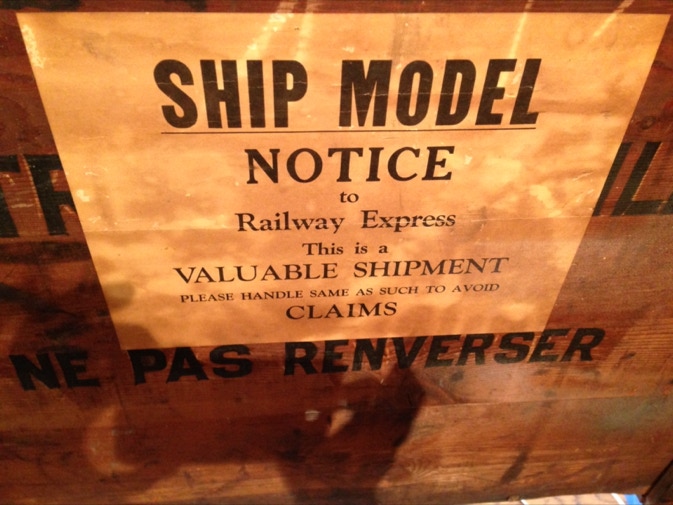 SHIP MODEL
NOTICE
to
Railway Express
This is a
VALUABLE SHIPMENT
PLEASE HANDLE SAME AS SUCH TO AVOID
CLAIMS
NE PAS RENVERSER